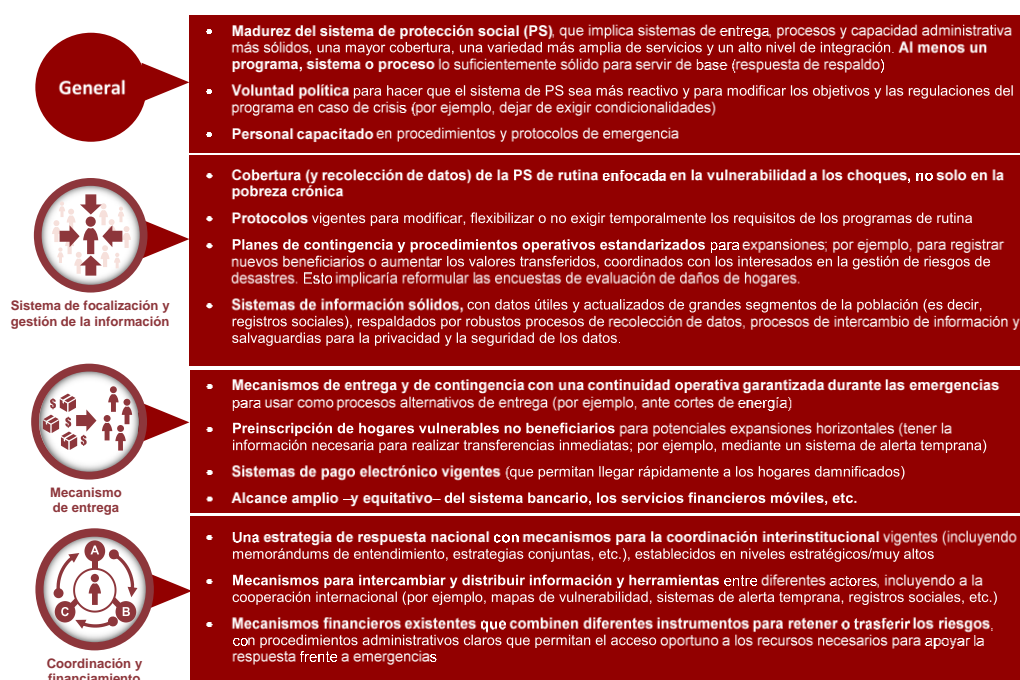 General
• Madurez del sistema de protección social (PS), que implica sistemas de entrega, procesos y capacidad administrativa
más sólidos, una mayor cobertura, una variedad más amplia de servicios y un alto nivel de integración. Al menos un
programa, sistema o proceso lo suficientemente sólido para servir de base (respuesta de respaldo)
• Voluntad política para hacer que el sistema de PS sea más reactivo y para modificar los objetivos y las regulaciones del
programa en caso de crisis (por ejemplo, dejar de exigir condicionalidades)
• Personal capacitado en procedimientos y protocolos de emergencia
Sistema de focalización y
gestión de la información
• Cobertura (y recolección de datos) de la PS de rutina enfocada en la vulnerabilidad a los choques, no solo en la
pobreza crónica
• Protocolos vigentes para modificar, flexibilizar o no exigir temporalmente los requisitos de los programas de rutina
• Planes de contingencia y procedimientos operativos estandarizados para expansiones; por ejemplo, para registrar
nuevos beneficiarios o aumentar los valores transferidos, coordinados con los interesados en la gestión de riesgos de
desastres. Esto implicaría reformular las encuestas de evaluación de daños de hogares.
• Sistemas de información sólidos, con datos útiles y actualizados de grandes segmentos de la población (es decir,
registros sociales), respaldados por robustos procesos de recolección de datos, procesos de intercambio de información y
salvaguardias para la privacidad y la seguridad de los datos.
$
$
$
Mecanismo
de entrega
• Mecanismos de entrega y de contingencia con una continuidad operativa garantizada durante las emergencias
para usar como procesos alternativos de entrega (por ejemplo, ante cortes de energía)
• Preinscripción de hogares vulnerables no beneficiarios para potenciales expansiones horizontales (tener la
información necesaria para realizar transferencias inmediatas; por ejemplo, mediante un sistema de alerta temprana)
• Sistemas de pago electrónico vigentes (que permitan llegar rápidamente a los hogares damnificados)
• Alcance amplio –y equitativo– del sistema bancario, los servicios financieros móviles, etc.
A
C
B
Coordinación y
financiamiento
• Una estrategia de respuesta nacional con mecanismos para la coordinación interinstitucional vigentes (incluyendo
memorándums de entendimiento, estrategias conjuntas, etc.), establecidos en niveles estratégicos/muy altos
• Mecanismos para intercambiar y distribuir información y herramientas entre diferentes actores, incluyendo a la
cooperación internacional (por ejemplo, mapas de vulnerabilidad, sistemas de alerta temprana, registros sociales, etc.)
• Mecanismos financieros existentes que combinen diferentes instrumentos para retener o trasferir los riesgos,
con procedimientos administrativos claros que permitan el acceso oportuno a los recursos necesarios para apoyar la
respuesta frente a emergencias